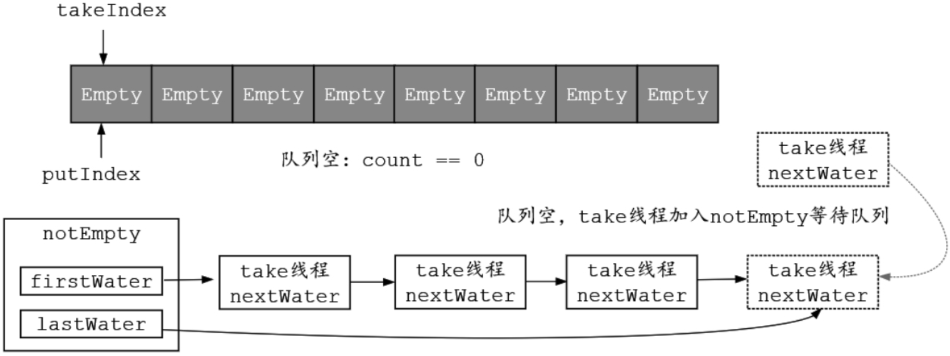 takeIndex
Empty Empty Empty Empty Empty Empty Empty Empty
putIndex
队列空: count == 0
take线程
nextWater
队列空, take线程加入notEmpty等待队列
notEmpty
firstWater
lastWater
take线程
nextWater
take线程
nextWater
take线程
nextWater
take线程
nextWater